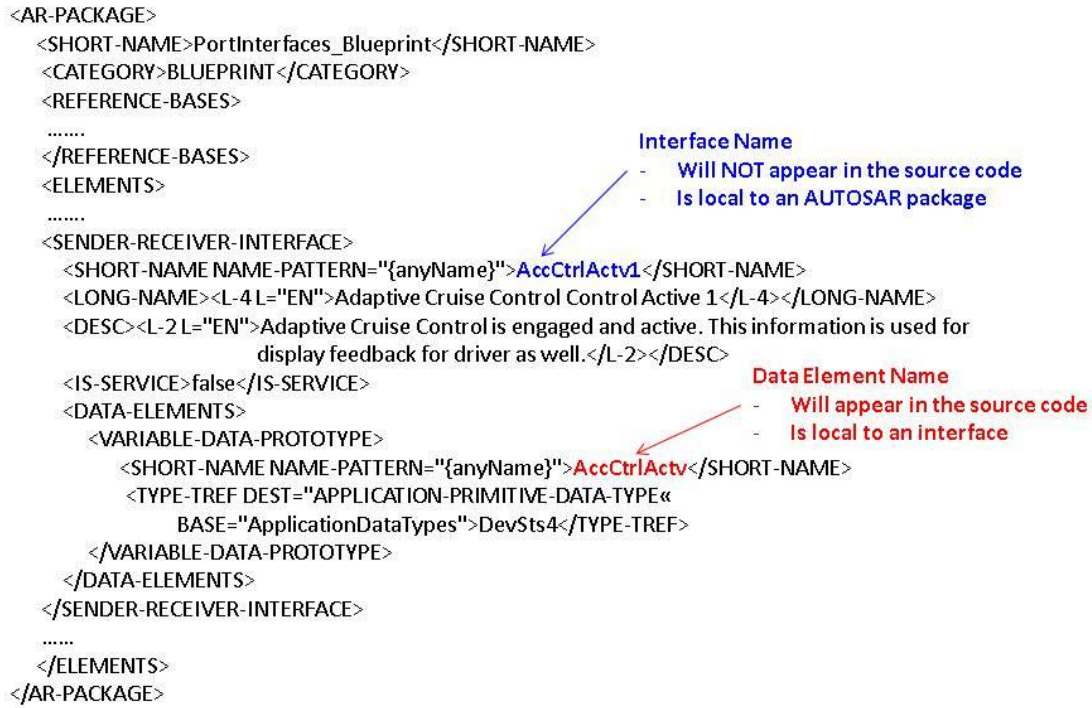 <AR-PACKAGE>
<SHORT-NAME>PortInterfaces_Blueprint</SHORT-NAME>
<CATEGORY>BLUEPRINT</CATEGORY>
<REFERENCE-BASES>
.......
</REFERENCE-BASES>
<ELEMENTS>
.......
Interface Name
- Will NOT appear in the source code
- Is local to an AUTOSAR package
<SENDER-RECEIVER-INTERFACE>
<SHORT-NAME NAME-PATTERN="{anyName}">AccCtrlActv1</SHORT-NAME>
<LONG-NAME><L-4 L="EN">Adaptive Cruise Control Control Active 1</L-4></LONG-NAME>
<DESC><L-2 L="EN">Adaptive Cruise Control is engaged and active. This information is used for
display feedback for driver as well.</L-2></DESC>
<IS-SERVICE>false</IS-SERVICE>
Data Element Name
- Will appear in the source code
- Is local to an interface
<DATA-ELEMENTS>
<VARIABLE-DATA-PROTOTYPE>
<SHORT-NAME NAME-PATTERN="{anyName}">AccCtrlActv</SHORT-NAME>
<TYPE-TREF DEST="APPLICATION-PRIMITIVE-DATA-TYPE«
BASE="ApplicationDataTypes">DevSts4</TYPE-TREF>
</VARIABLE-DATA-PROTOTYPE>
</DATA-ELEMENTS>
</SENDER-RECEIVER-INTERFACE>
......
</ELEMENTS>
</AR-PACKAGE>